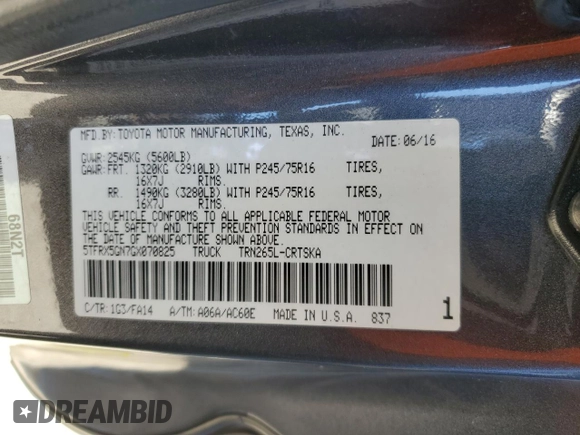 MFD BY: TOYOTA MOTOR MANUFACTURING, TEXAS, INC.
DATE: 06/16
GVWR: 2545KG (5600LB)
GAWR: FRT. 1320KG (2910LB) WITH P245/75R16 TIRES,
16X7J RIMS.
RR. 1490KG (3280LB) WITH P245/75R16 TIRES,
16X7J RIMS.
THIS VEHICLE CONFORMS TO ALL APPLICABLE FEDERAL MOTOR
VEHICLE SAFETY AND THEFT PREVENTION STANDARDS IN EFFECT ON
THE DATE OF MANUFACTURE SHOWN ABOVE.
5TFRX5GN7GX070825 TRUCK TRN265L-CRTSKA
C/TR: 1G3/FA14 A/TM: A06A/AC60E MADE IN U.S.A. 837
1
68N2T
DREAMBID